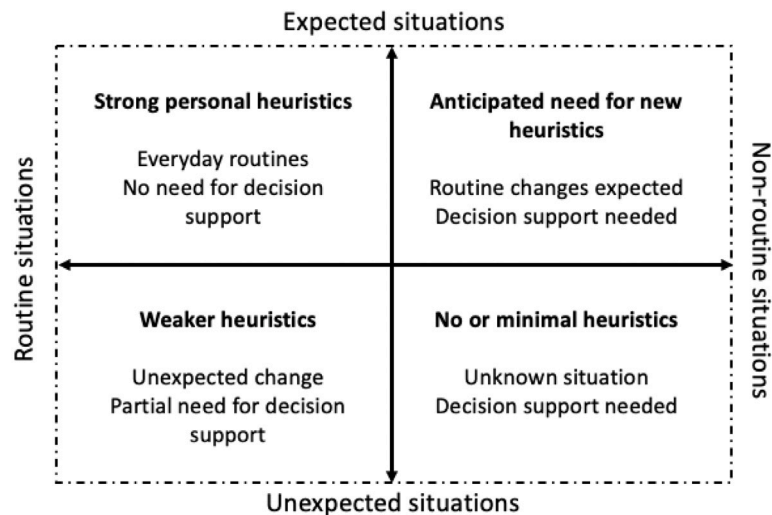 Expected situations
Strong personal heuristics
Everyday routines
No need for decision
support
Anticipated need for new
heuristics
Routine changes expected
Decision support needed
Routine situations
Non-routine situations
Weaker heuristics
Unexpected change
Partial need for decision
support
No or minimal heuristics
Unknown situation
Decision support needed
Unexpected situations